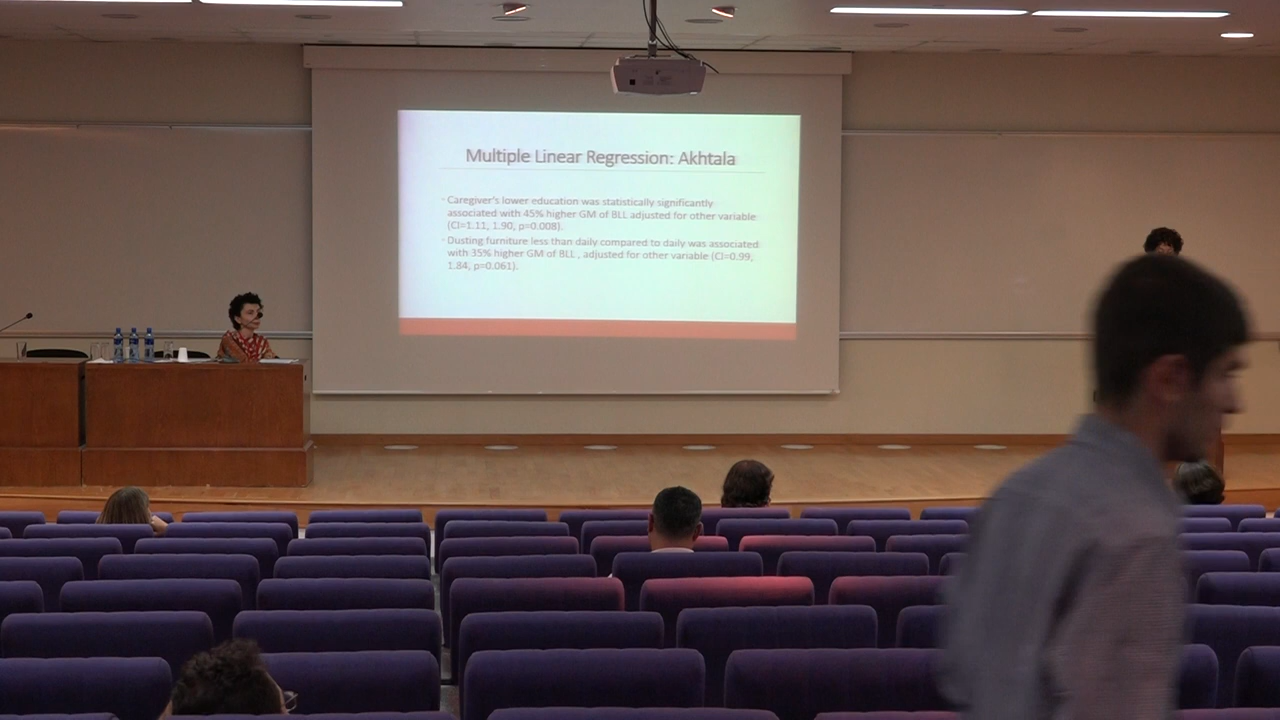 Multiple Linear Regression: Akhtala
Caregiver's lower education was statistically significantly
associated with 45% higher GM of BLL adjusted for other variable
(CI=1.11, 1.90, p=0.008).
Dusting furniture less than daily compared to daily was associated
with 35% higher GM of BLL , adjusted for other variable (CI=0.99,
1.84, p=0.061).